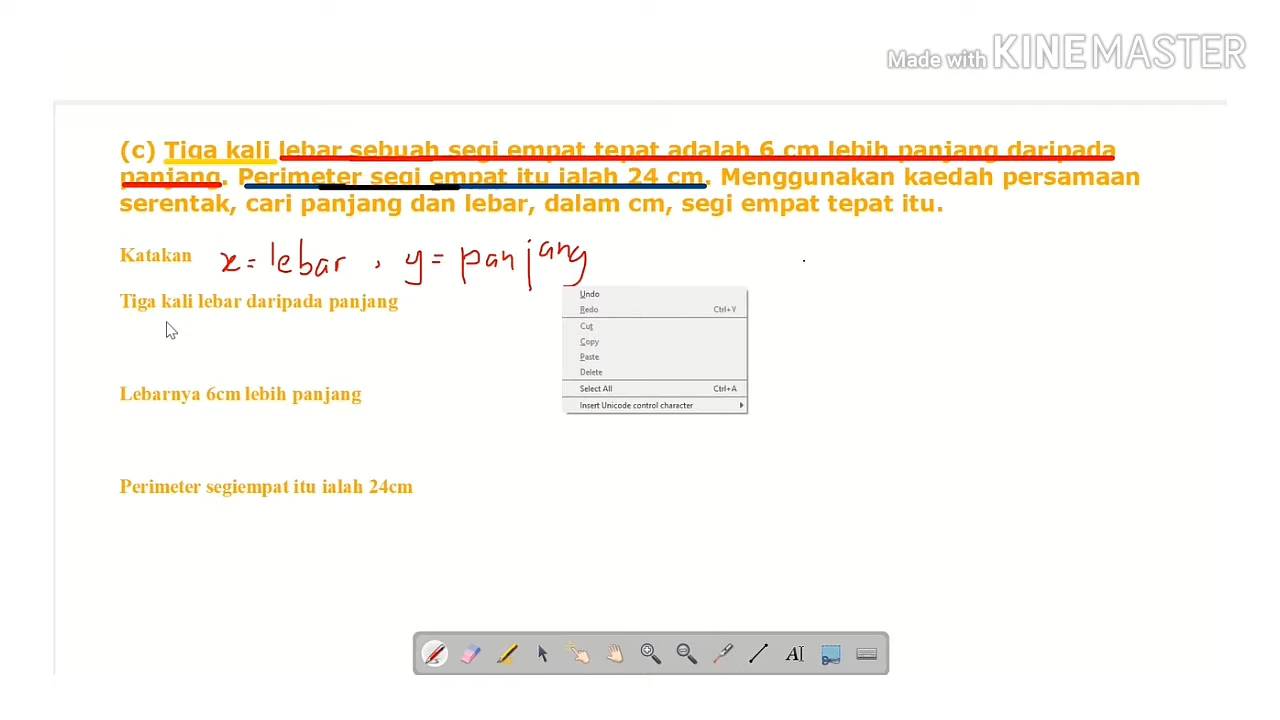 Made with KINEMASTER
(c) Tiga kali lebar sebuah segi empat tepat adalah 6 cm lebih panjang daripada
panjang. Perimeter segi empat itu ialah 24 cm. Menggunakan kaedah persamaan
serentak, cari panjang dan lebar, dalam cm, segi empat tepat itu.
Katakan x = lebar , y = panjang
Tiga kali lebar daripada panjang
Undo
Redo Ctrl+Y
Cut
Copy
Paste
Delete
Select All Ctrl+A
Insert Unicode control character
Lebarnya 6cm lebih panjang
Perimeter segiempat itu ialah 24cm
A